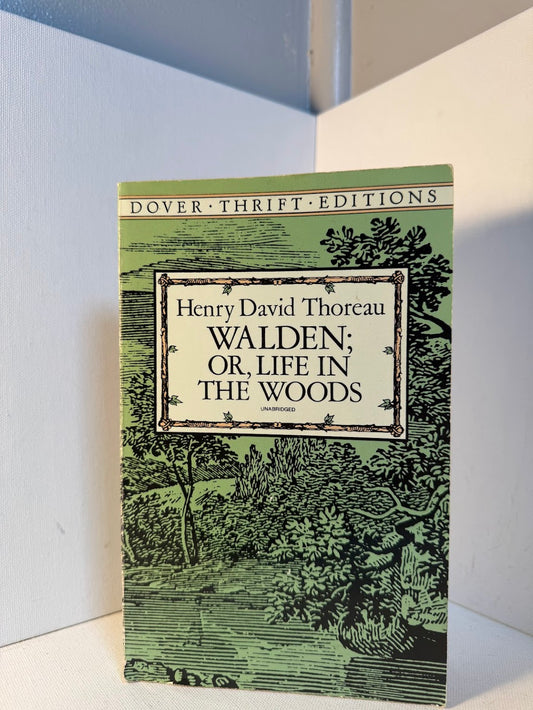 DOVER · THRIFT · EDITIONS
Henry David Thoreau
WALDEN;
OR, LIFE IN
THE WOODS
UNABRIDGED